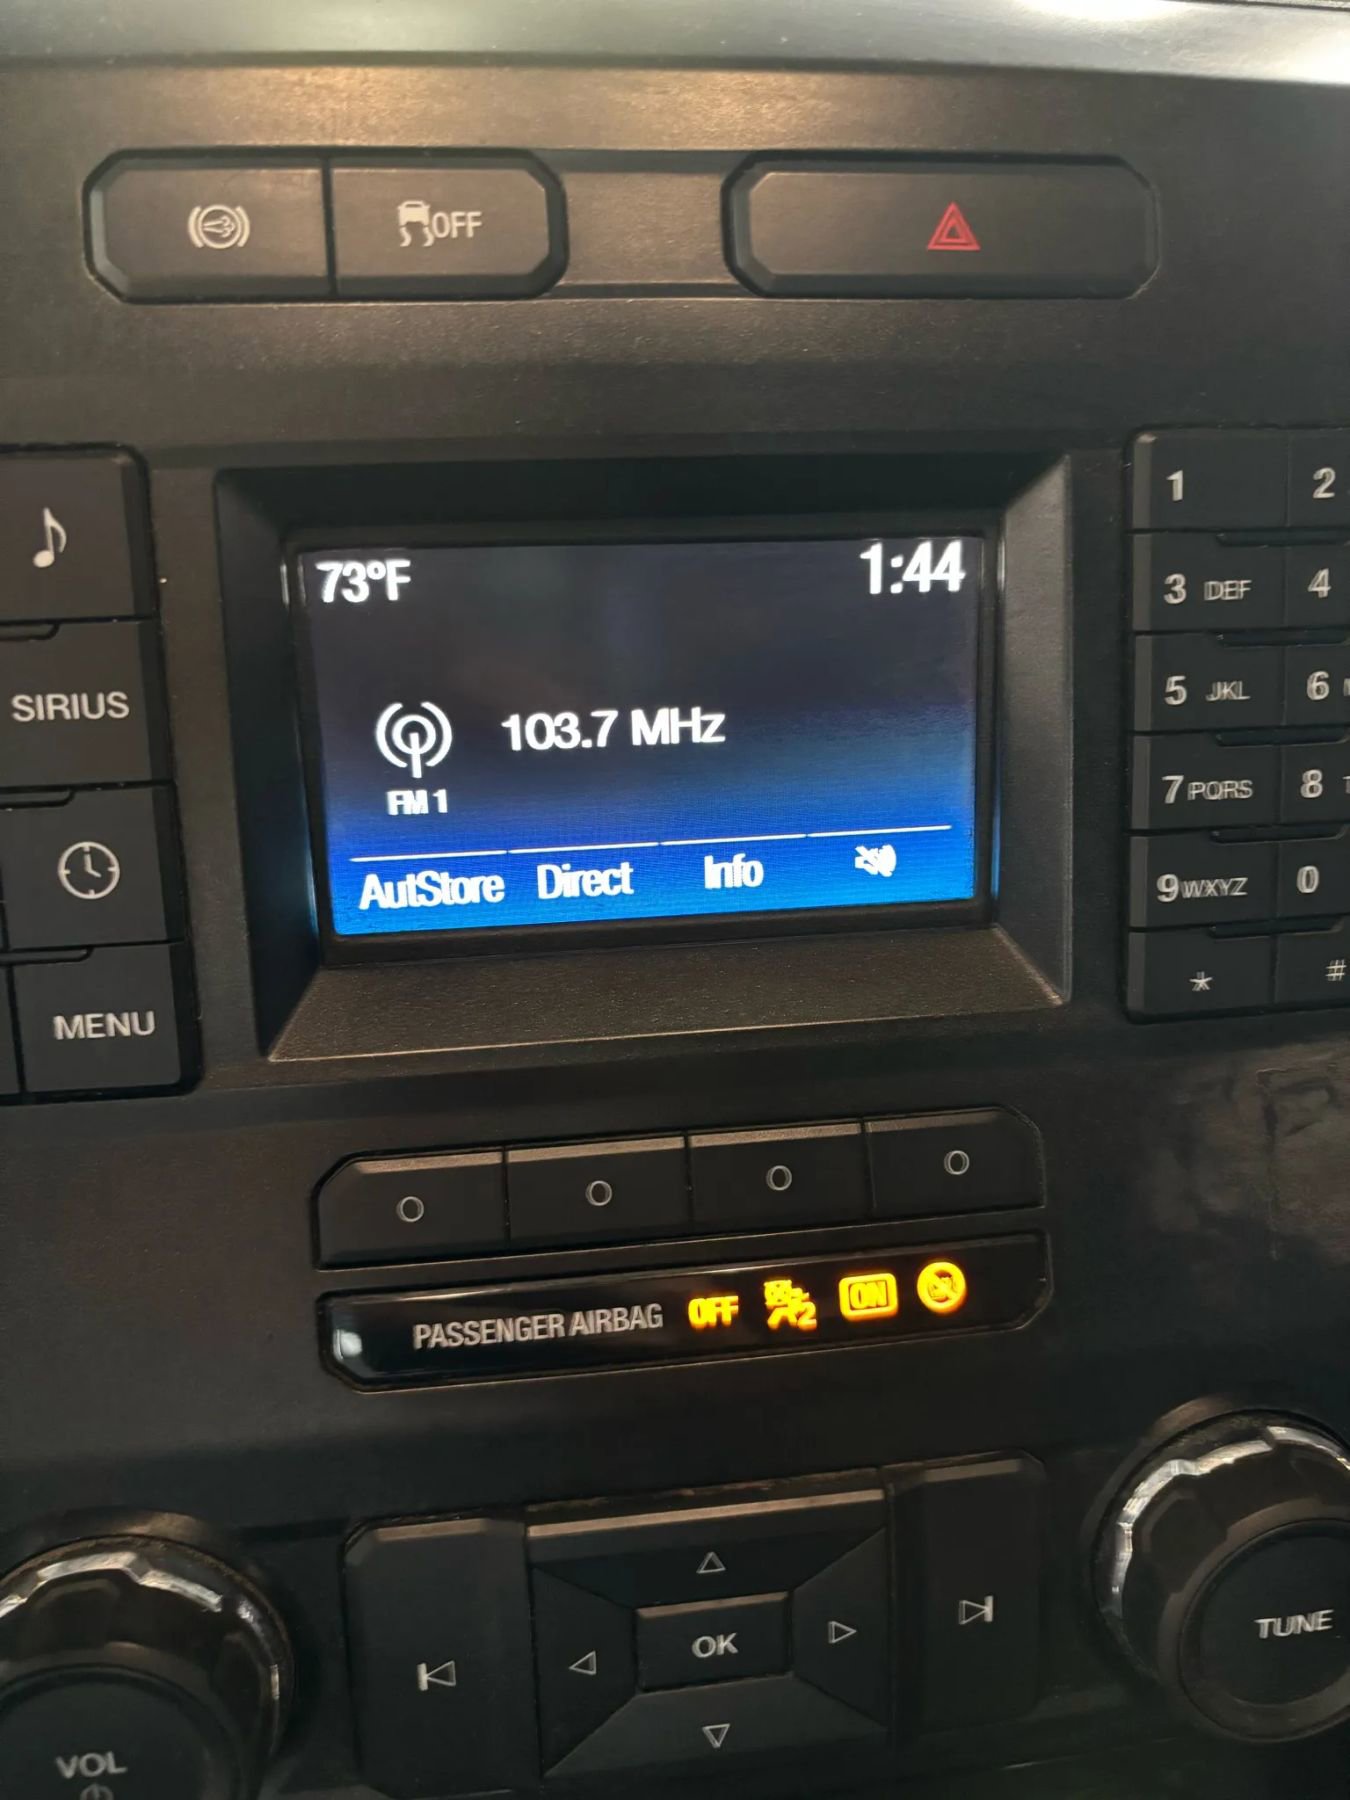 OFF
1 2
♪
73°F 1:44
3 DEF 4
SIRIUS
5 JKL 6
103.7 MHz
FM 1
7 PQRS 8
AutStore Direct Info
9 WXYZ 0
* #
MENU
PASSENGER AIRBAG OFF 2 ON
OK
TUNE
VOL